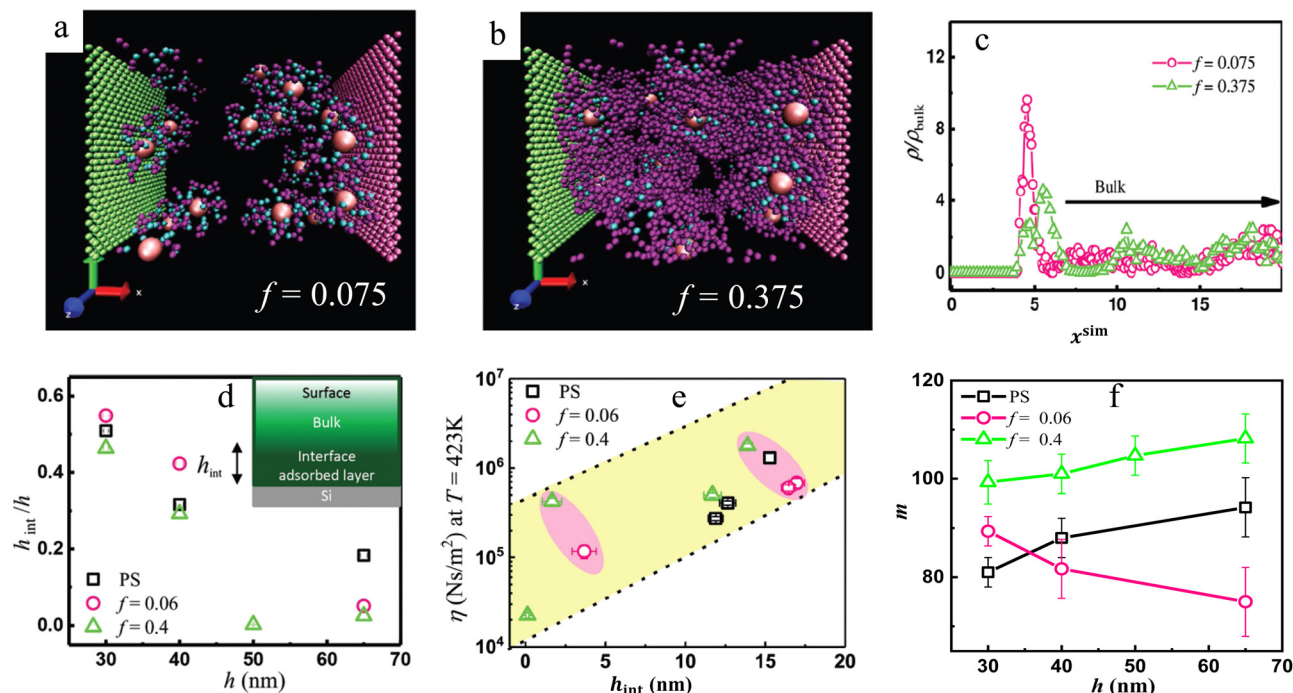 a
x
z
f = 0.075
b
x
z
f = 0.375
c
12
8
4
0
ρ/ρbulk
f = 0.075
f = 0.375
Bulk
0
5
10
15
xsim
d
0.6
0.4
0.2
0.0
hint/h
Surface
Bulk
Interface
adsorbed layer
Si
hint
PS
f = 0.06
f = 0.4
30
40
50
60
70
h (nm)
e
10^7
10^6
10^5
10^4
η (Ns/m²) at T = 423K
PS
f = 0.06
f = 0.4
0
5
10
15
20
hint (nm)
f
120
100
80
m
PS
f = 0.06
f = 0.4
30
40
50
60
70
h (nm)